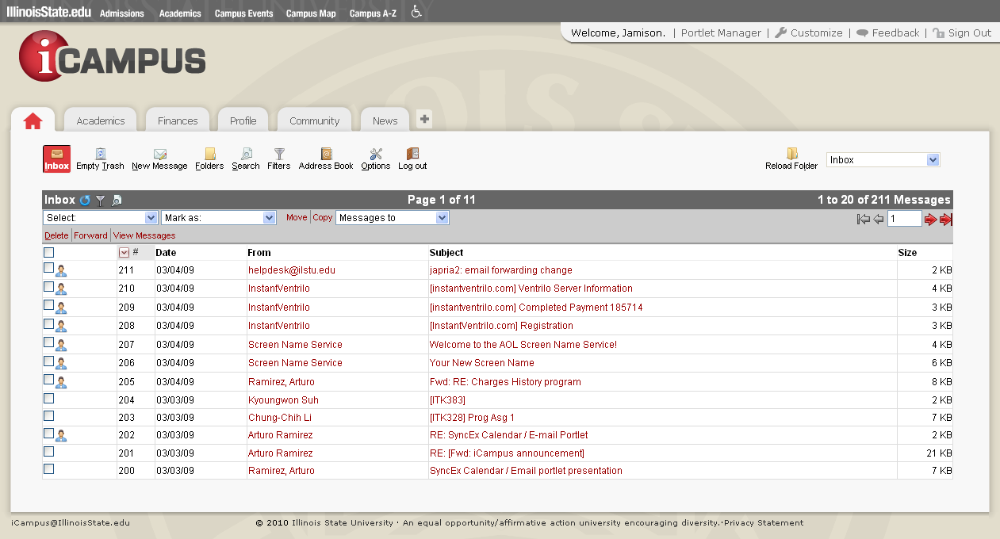 IllinoisState.edu Admissions Academics Campus Events Campus Map Campus A-Z
Welcome, Jamison. | Portlet Manager | Customize | Feedback | Sign Out
iCAMPUS
Academics Finances Profile Community News
Inbox Empty Trash New Message Folders Search Filters Address Book Options Log out Reload Folder Inbox
Inbox Page 1 of 11 1 to 20 of 211 Messages
Select: Mark as: Move Copy Messages to 1
Delete Forward View Messages
# Date From Subject Size
211 03/04/09 helpdesk@ilstu.edu japria2: email forwarding change 2 KB
210 03/04/09 InstantVentrilo [instantventrilo.com] Ventrilo Server Information 4 KB
209 03/04/09 InstantVentrilo [instantventrilo.com] Completed Payment 185714 3 KB
208 03/04/09 InstantVentrilo [InstantVentrilo.com] Registration 3 KB
207 03/04/09 Screen Name Service Welcome to the AOL Screen Name Service! 4 KB
206 03/04/09 Screen Name Service Your New Screen Name 6 KB
205 03/04/09 Ramirez, Arturo Fwd: RE: Charges History program 8 KB
204 03/03/09 Kyoungwon Suh [ITK383] 2 KB
203 03/03/09 Chung-Chih Li [ITK328] Prog Asg 1 7 KB
202 03/03/09 Arturo Ramirez RE: SyncEx Calendar / E-mail Portlet 2 KB
201 03/03/09 Arturo Ramirez RE: [Fwd: iCampus announcement] 21 KB
200 03/03/09 Ramirez, Arturo SyncEx Calendar / Email portlet presentation 7 KB
iCampus@IllinoisState.edu © 2010 Illinois State University · An equal opportunity/affirmative action university encouraging diversity.·Privacy Statement